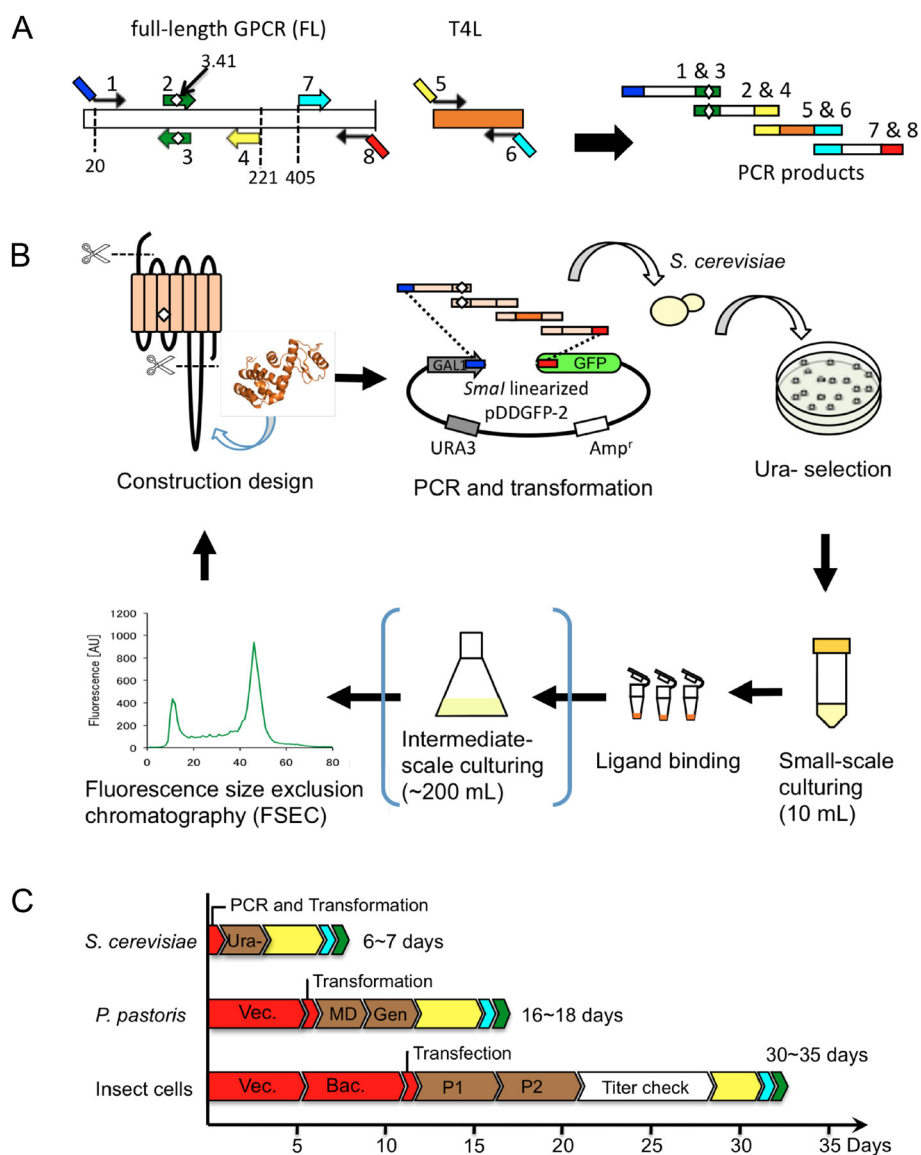 A
full-length GPCR (FL)
T4L
3.41
1
2
7
5
1 & 3
2 & 4
5 & 6
7 & 8
3
4
8
6
20
221
405
PCR products
B
S. cerevisiae
GAL1
GFP
SmaI linearized
pDDGFP-2
URA3
Ampr
Construction design
PCR and transformation
Ura- selection
Fluorescence [AU]
1200
1000
800
600
400
200
0
0
20
40
60
80
Fluorescence size exclusion
chromatography (FSEC)
Intermediate-
scale culturing
(~200 mL)
Ligand binding
Small-scale
culturing
(10 mL)
C
PCR and Transformation
S. cerevisiae
Ura-
6~7 days
Transformation
P. pastoris
Vec.
MD
Gen
16~18 days
Transfection
30~35 days
Insect cells
Vec.
Bac.
P1
P2
Titer check
5
10
15
20
25
30
35 Days